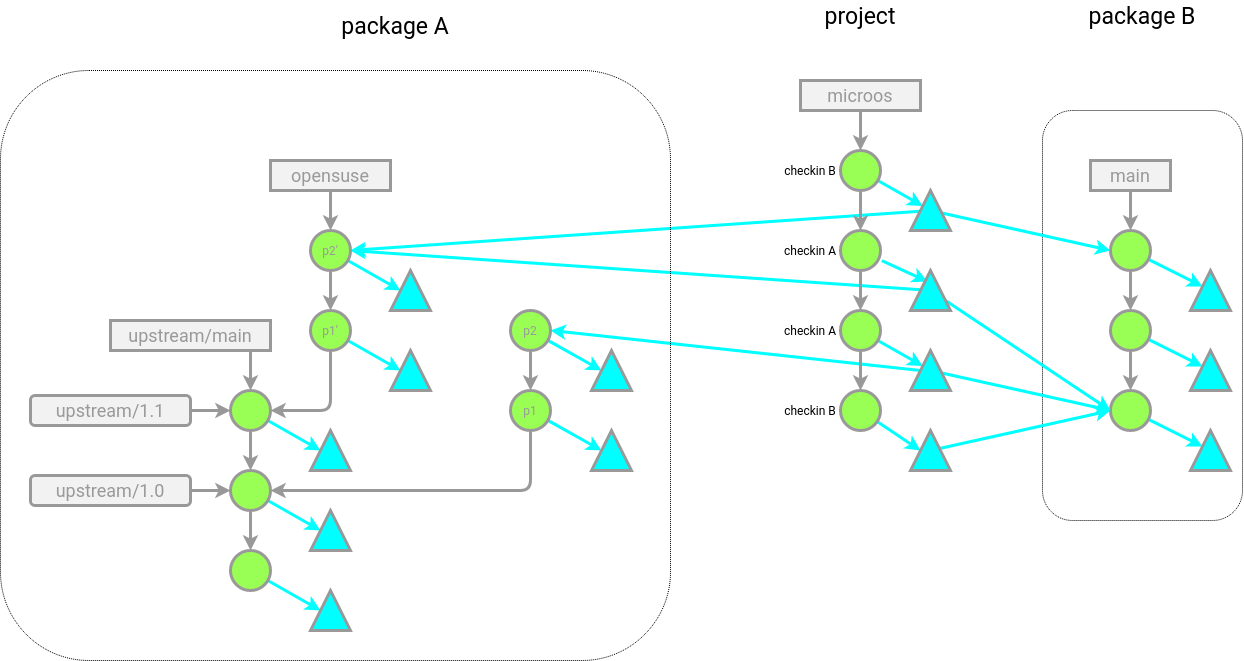 package A
project
package B
microos
opensuse
checkin B
main
p2'
checkin A
upstream/main
p1'
p2
checkin A
upstream/1.1
p1
checkin B
upstream/1.0